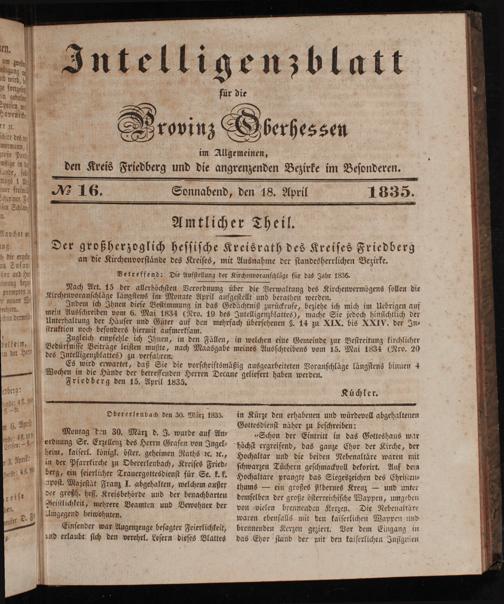 Intelligenzblatt
für die
Provinz Oberhessen
im Allgemeinen,
den Kreis Friedberg und die angrenzenden Bezirke im Besonderen.
№ 16. Sonnabend, den 18. April 1835.
Amtlicher Theil.
Der großherzoglich hessische Kreisrath des Kreises Friedberg
an die Kirchenvorstände des Kreises, mit Ausnahme der standesherrlichen Bezirke.
Betreffend: Die Aufstellung der Kirchenvoranschläge für das Jahr 1836.
Nach Art. 15 der allerhöchsten Verordnung über die Verwaltung des Kirchenvermögens sollen die
Kirchenvoranschläge längstens im Monate April aufgestellt und berathen werden.
Indem ich Ihnen diese Bestimmung in das Gedächtniß zurückrufe, beziehe ich mich im Uebrigen auf
mein Ausschreiben vom 6. Mai 1834 (Nro. 19 des Intelligenzblattes), mache Sie jedoch hinsichtlich der
Unterhaltung der Häuser und Güter auf den mehrfach übersehenen §. 14 zu XIX. bis XXIV. der In-
struktion noch besonders hierauf aufmerksam.
Zugleich empfehle ich Ihnen, in den Fällen, in welchen eine Gemeinde zur Bestreitung kirchlicher
Bedürfnisse Beiträge leisten mußte, nach Maasgabe meines Ausschreibens vom 15. Mai 1834 (Nro. 20
des Intelligenzblattes) zu verfahren.
Es wird erwartet, daß Sie die vorschriftsmäßig ausgearbeiteten Voranschläge längstens binnen 4
Wochen in die Hände der betreffenden Herren Decane geliefert haben werden.
Friedberg den 15. April 1835.
Küchler.
Obererlenbach den 30. März 1835.
Montag den 30. März d. J. wurde auf An-
ordnung Sr. Erzellenz des Herrn Grafen von Ingel-
heim, kaiserl. königl. öster. geheimen Raths &c. &c.,
in der Pfarrkirche zu Obererlenbach, Kreises Fried-
berg, ein feierlicher Trauergottesdienst für Se. k.k.
apost. Majestät Franz I. abgehalten, welchem außer
der großh. hess. Kreisbehörde und der benachbarten
Geistlichkeit, mehrere Beamten und Bewohner der
Umgegend beiwohnten.
Einsender war Augenzeuge besagter Feierlichkeit,
und erlaubt sich den verehrl. Lesern dieses Blattes
in Kürze den erhabenen und würdevoll abgehaltenen
Gottesdienst näher zu beschreiben:
»Schon der Eintritt in das Gotteshaus war
höchst ergreifend, das ganze Chor der Kirche, der
Hochaltar und die beiden Nebenaltäre waren mit
schwarzen Tüchern geschmackvoll dekorirt. Auf dem
Hochaltare prangte das Siegeszeichen des Christen-
thums — ein großes silbernes Kreuz — und unter
demselben der große österreichische Wappen, umgeben
von vielen brennenden Kerzen. Die Nebenaltäre
waren ebenfalls mit den kaiserlichen Wappen und
brennenden Kerzen geziert. Vor dem Eingang in
das Chor stand der mit den kaiserlichen Insignien